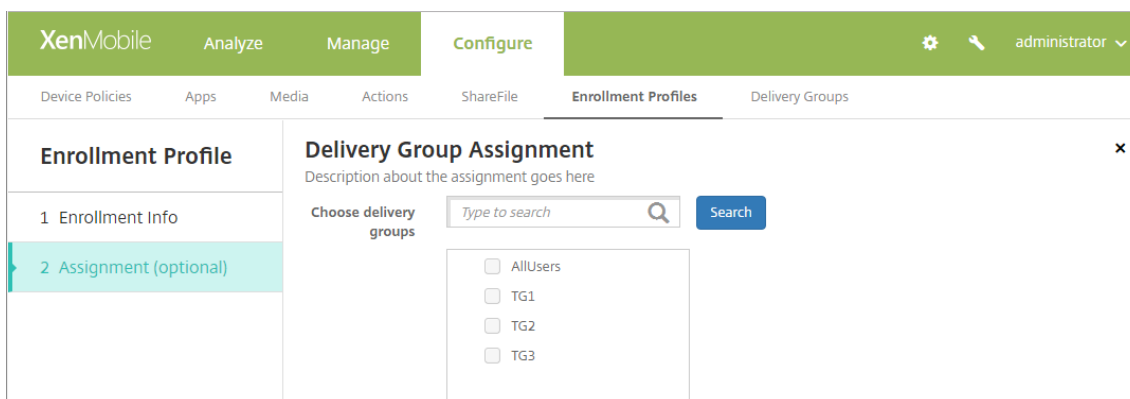 XenMobile Analyze Manage Configure administrator
Device Policies Apps Media Actions ShareFile Enrollment Profiles Delivery Groups
Enrollment Profile
1 Enrollment Info
2 Assignment (optional)
Delivery Group Assignment
Description about the assignment goes here
Choose delivery
groups
Type to search
Search
AllUsers
TG1
TG2
TG3